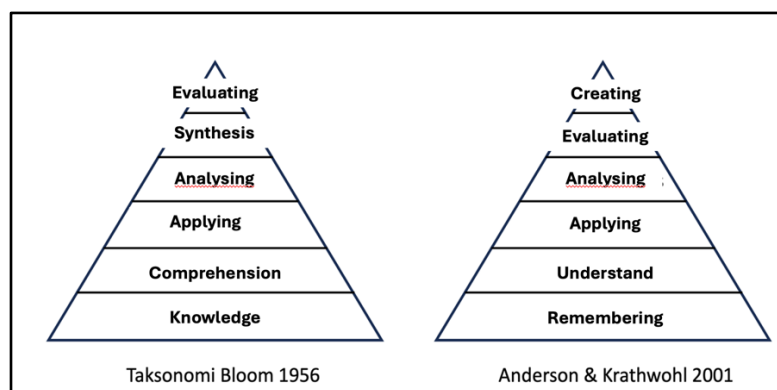 Evaluating
Synthesis
Analysing
Applying
Comprehension
Knowledge
Taksonomi Bloom 1956
Creating
Evaluating
Analysing ;
Applying
Understand
Remembering
Anderson & Krathwohl 2001